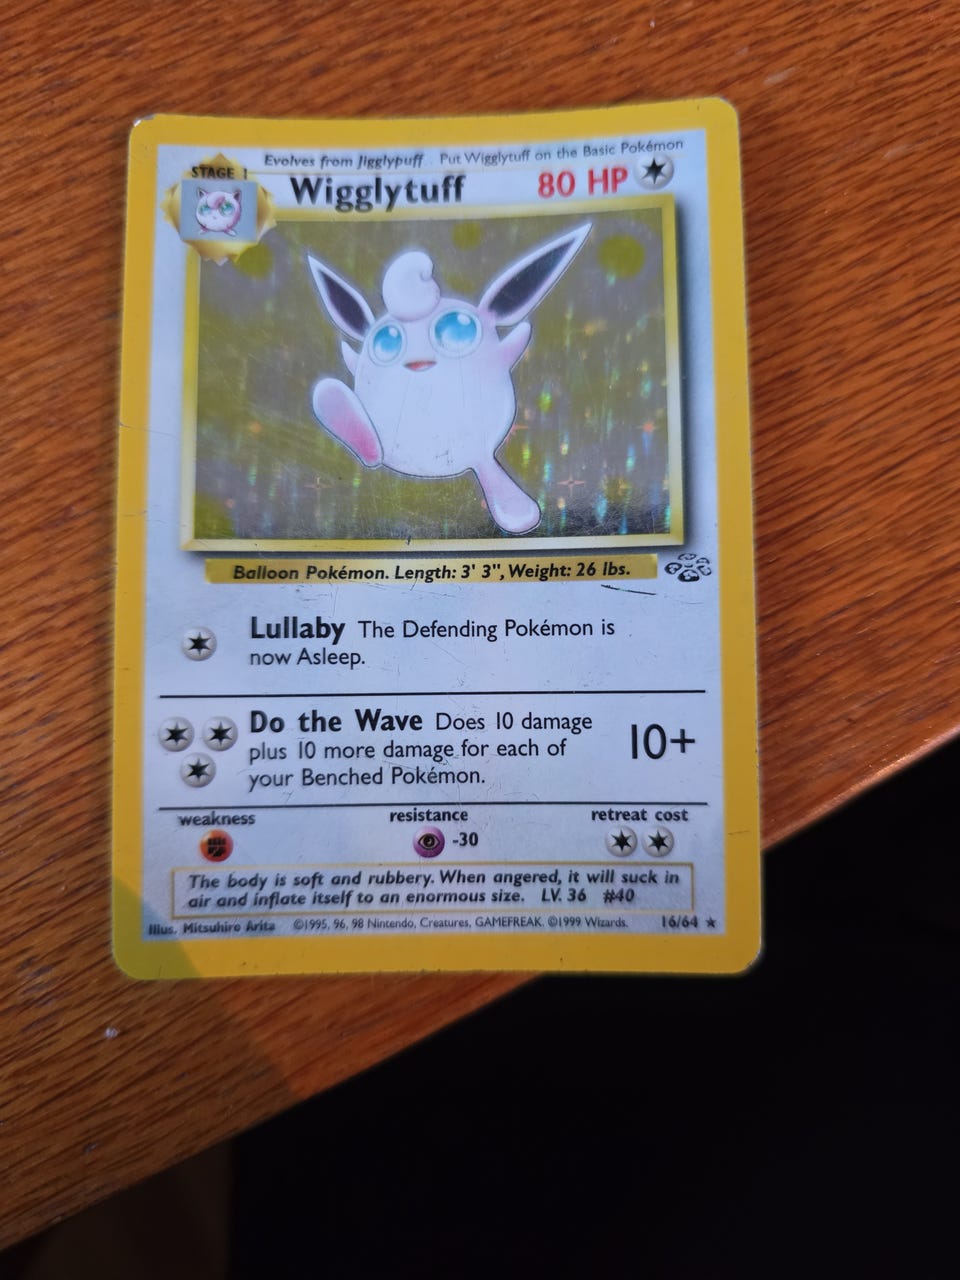 Evolves from Jigglypuff Put Wigglytuff on the Basic Pokémon
STAGE 1
Wigglytuff 80 HP
Balloon Pokémon. Length: 3' 3", Weight: 26 lbs.
Lullaby The Defending Pokémon is
now Asleep.
Do the Wave Does 10 damage
plus 10 more damage for each of
your Benched Pokémon.
10+
weakness resistance retreat cost
-30
The body is soft and rubbery. When angered, it will suck in
air and inflate itself to an enormous size. LV. 36 #40
Illus. Mitsuhiro Arita ©1995, 96, 98 Nintendo, Creatures, GAMEFREAK. ©1999 Wizards. 16/64 ★